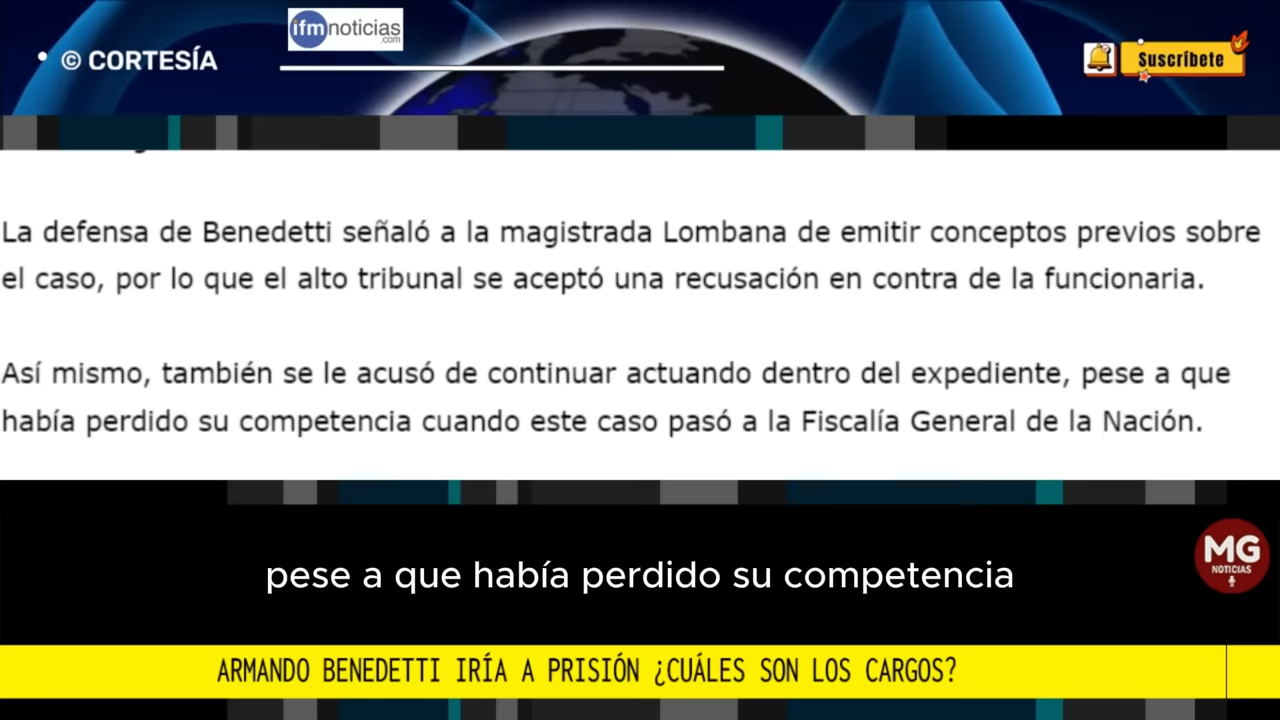 ifmnoticias
.com
© CORTESÍA
Suscríbete
La defensa de Benedetti señaló a la magistrada Lombana de emitir conceptos previos sobre
el caso, por lo que el alto tribunal se aceptó una recusación en contra de la funcionaria.
Así mismo, también se le acusó de continuar actuando dentro del expediente, pese a que
había perdido su competencia cuando este caso pasó a la Fiscalía General de la Nación.
pese a que había perdido su competencia
MG
NOTICIAS
ARMANDO BENEDETTI IRÍA A PRISIÓN ¿CUÁLES SON LOS CARGOS?